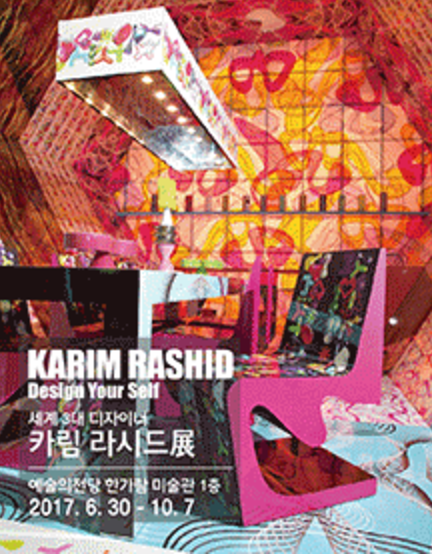 KARIM RASHID
Design Your Self
세계 3대 디자이너
카림 라시드展
예술의전당 한가람 미술관 1층
2017. 6. 30 - 10. 7